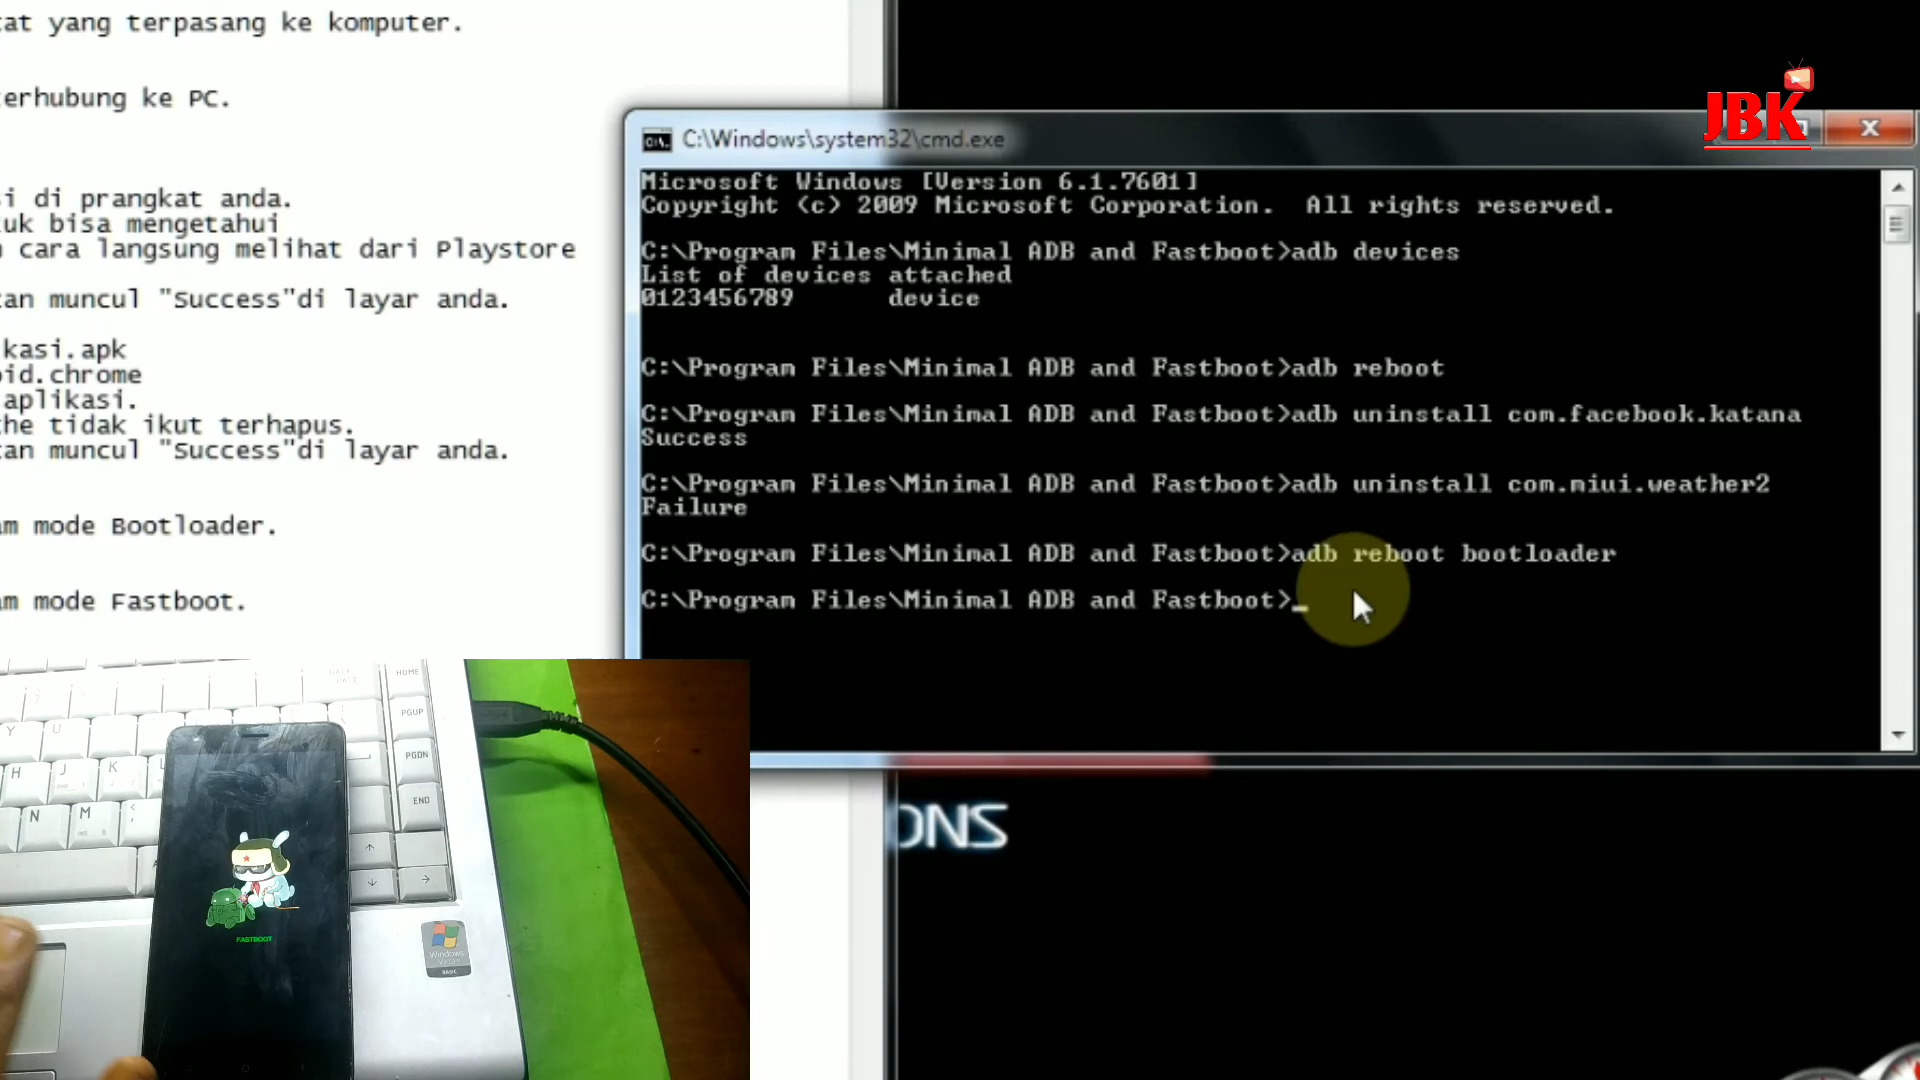 at yang terpasang ke komputer.
erhubung ke PC.
i di prangkat anda.
uk bisa mengetahui
cara langsung melihat dari Playstore
an muncul "Success"di layar anda.
kasi.apk
id.chrome
aplikasi.
he tidak ikut terhapus.
an muncul "Success"di layar anda.
m mode Bootloader.
m mode Fastboot.
JBK
C:\Windows\system32\cmd.exe
Microsoft Windows [Version 6.1.7601]
Copyright (c) 2009 Microsoft Corporation.  All rights reserved.
C:\Program Files\Minimal ADB and Fastboot>adb devices
List of devices attached
0123456789      device
C:\Program Files\Minimal ADB and Fastboot>adb reboot
C:\Program Files\Minimal ADB and Fastboot>adb uninstall com.facebook.katana
Success
C:\Program Files\Minimal ADB and Fastboot>adb uninstall com.miui.weather2
Failure
C:\Program Files\Minimal ADB and Fastboot>adb reboot bootloader
C:\Program Files\Minimal ADB and Fastboot>_
ONS
HOME
PGUP
PGDN
END
Y U
H J K L
N M
FASTBOOT
Windows
BASIC